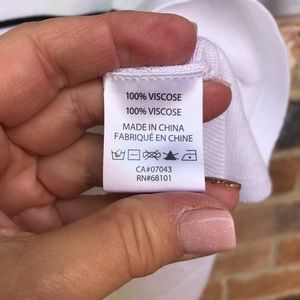 100% VISCOSE
100% VISCOSE
MADE IN CHINA
FABRIQUÉ EN CHINE
CA#07043
RN#68101